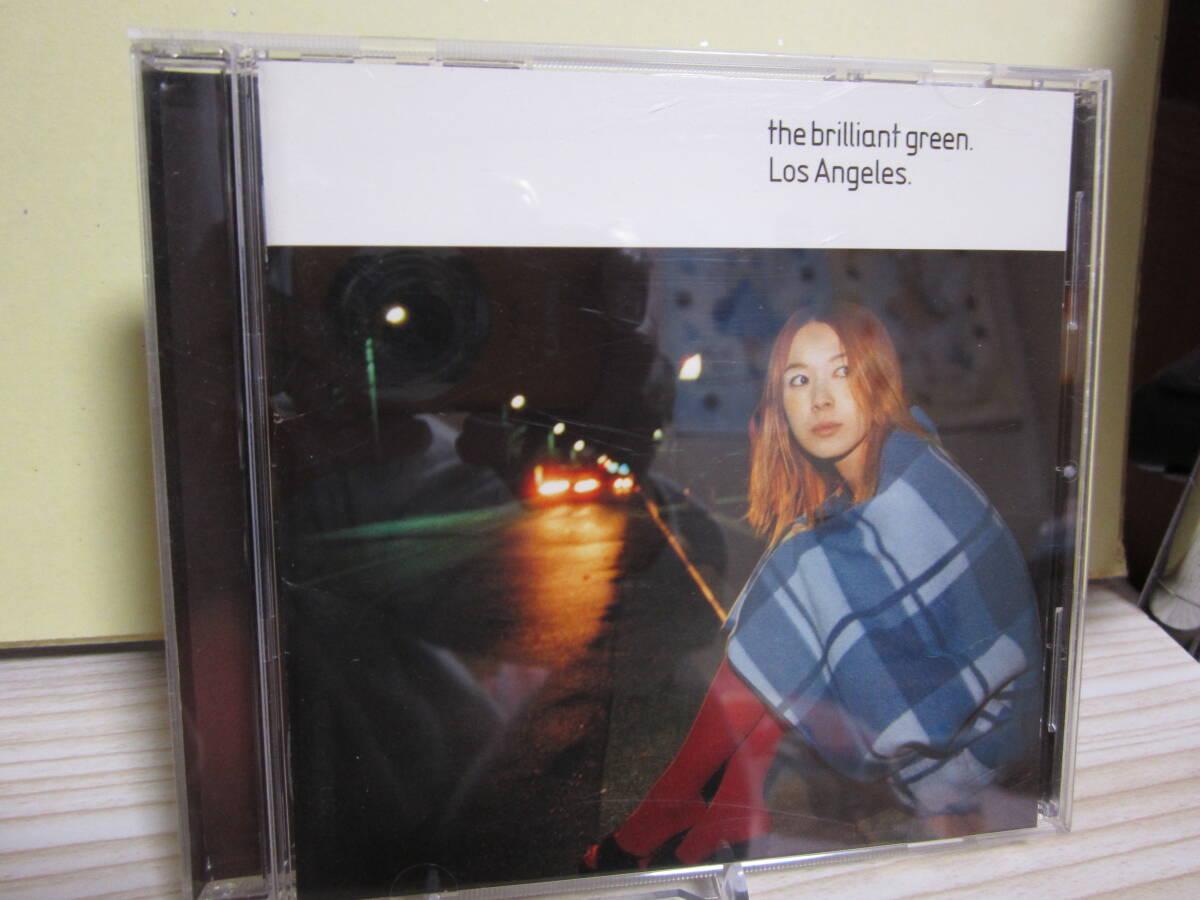 the brilliant green.
Los Angeles.